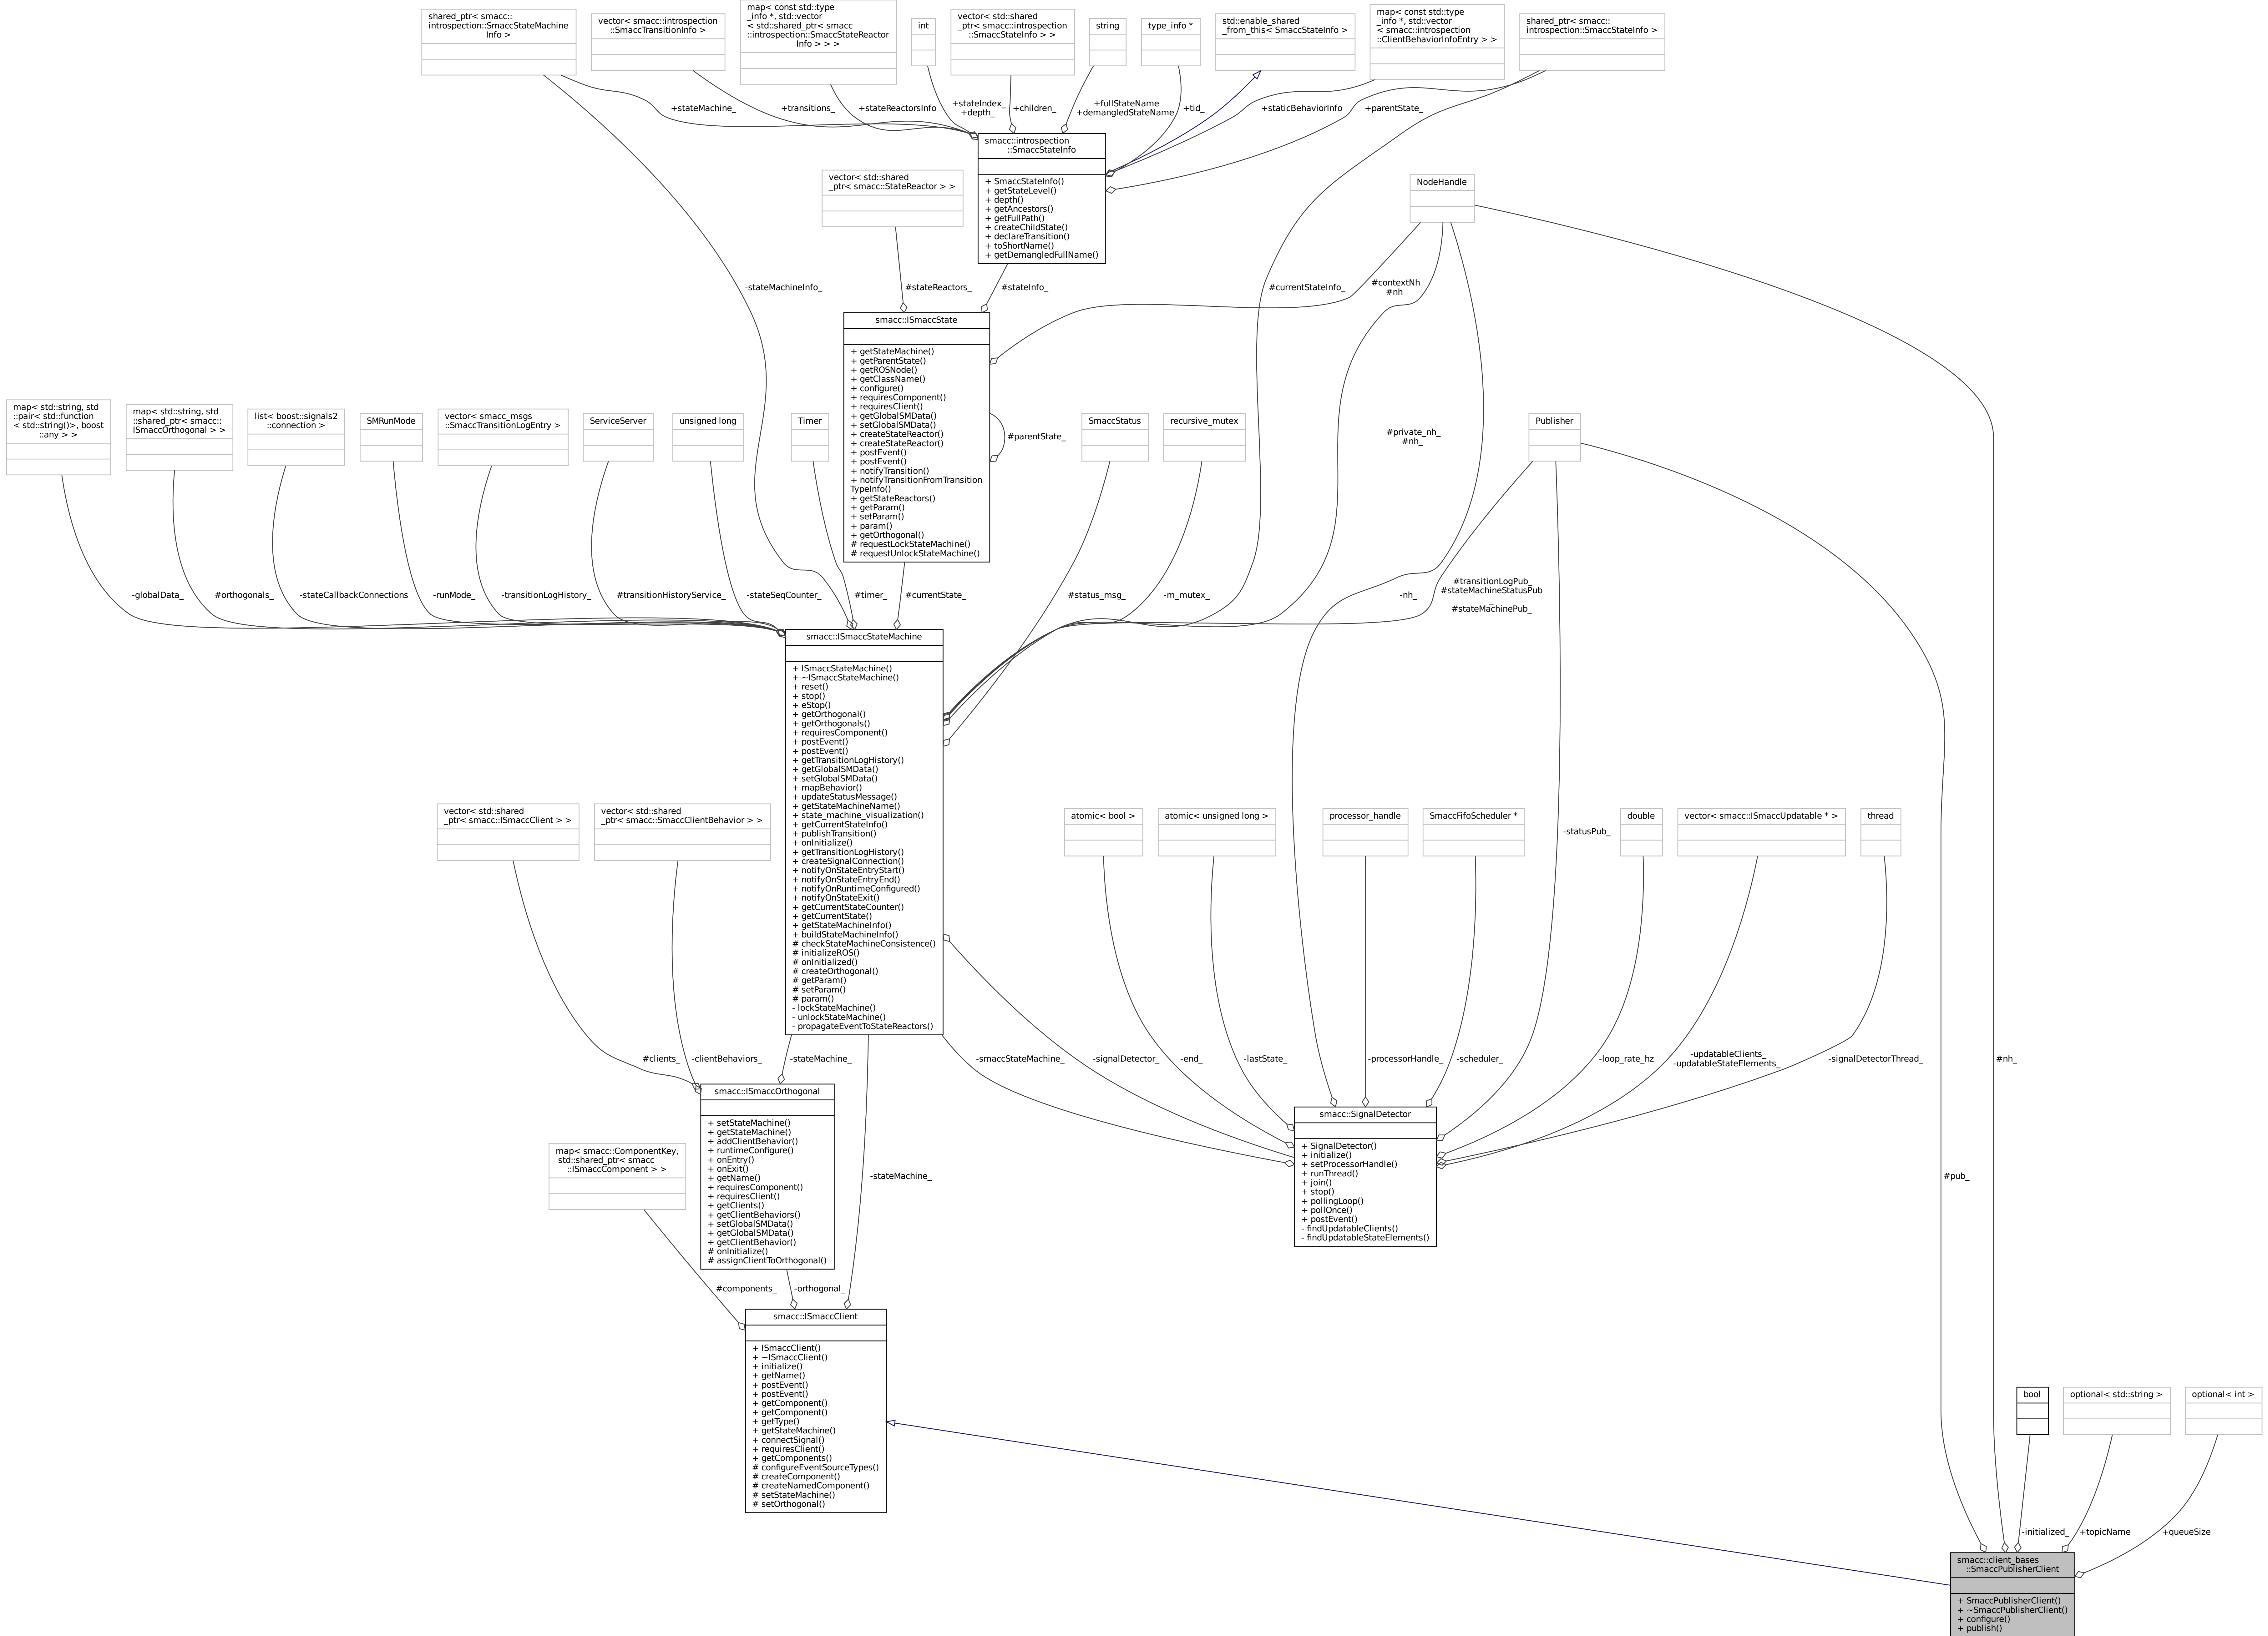 shared_ptr< smacc::
introspection::SmaccStateMachine
Info >
vector< smacc::introspection
::SmaccTransitionInfo >
map< const std::type
_info *, std::vector
< std::shared_ptr< smacc
::introspection::SmaccStateReactor
Info > > >
int
vector< std::shared
_ptr< smacc::introspection
::SmaccStateInfo > >
string
type_info *
std::enable_shared
_from_this< SmaccStateInfo >
map< const std::type
_info *, std::vector
< smacc::introspection
::ClientBehaviorInfoEntry > >
shared_ptr< smacc::
introspection::SmaccStateInfo >
+stateMachine_
+transitions_
+stateReactorsInfo
+stateIndex_
+depth_
+children_
+fullStateName
+demangledStateName
+tid_
+staticBehaviorInfo
+parentState_
smacc::introspection
::SmaccStateInfo
+ SmaccStateInfo()
+ getStateLevel()
+ depth()
+ getAncestors()
+ getFullPath()
+ createChildState()
+ declareTransition()
+ toShortName()
+ getDemangledFullName()
vector< std::shared
_ptr< smacc::StateReactor > >
NodeHandle
-stateMachineInfo_
#stateReactors_
#stateInfo_
#currentStateInfo_
#contextNh
#nh
smacc::ISmaccState
+ getStateMachine()
+ getParentState()
+ getROSNode()
+ getClassName()
+ configure()
+ requiresComponent()
+ requiresClient()
+ getGlobalSMData()
+ setGlobalSMData()
+ createStateReactor()
+ createStateReactor()
+ postEvent()
+ postEvent()
+ notifyTransition()
+ notifyTransitionFromTransition
TypeInfo()
+ getStateReactors()
+ getParam()
+ setParam()
+ param()
+ getOrthogonal()
# requestLockStateMachine()
# requestUnlockStateMachine()
#parentState_
map< std::string, std
::pair< std::function
< std::string()>, boost
::any > >
map< std::string, std
::shared_ptr< smacc::
ISmaccOrthogonal > >
list< boost::signals2
::connection >
SMRunMode
vector< smacc_msgs
::SmaccTransitionLogEntry >
ServiceServer
unsigned long
Timer
SmaccStatus
recursive_mutex
Publisher
#private_nh_
#nh_
-globalData_
#orthogonals_
-stateCallbackConnections
-runMode_
-transitionLogHistory_
#transitionHistoryService_
-stateSeqCounter_
#timer_
#currentState_
#status_msg_
-m_mutex_
-nh_
#transitionLogPub_
#stateMachineStatusPub
_
#stateMachinePub_
smacc::ISmaccStateMachine
+ ISmaccStateMachine()
+ ~ISmaccStateMachine()
+ reset()
+ stop()
+ eStop()
+ getOrthogonal()
+ getOrthogonals()
+ requiresComponent()
+ postEvent()
+ postEvent()
+ getTransitionLogHistory()
+ getGlobalSMData()
+ setGlobalSMData()
+ mapBehavior()
+ updateStatusMessage()
+ getStateMachineName()
+ state_machine_visualization()
+ getCurrentStateInfo()
+ publishTransition()
+ onInitialize()
+ getTransitionLogHistory()
+ createSignalConnection()
+ notifyOnStateEntryStart()
+ notifyOnStateEntryEnd()
+ notifyOnRuntimeConfigured()
+ notifyOnStateExit()
+ getCurrentStateCounter()
+ getCurrentState()
+ getStateMachineInfo()
+ buildStateMachineInfo()
# checkStateMachineConsistence()
# initializeROS()
# onInitialized()
# createOrthogonal()
# getParam()
# setParam()
# param()
- lockStateMachine()
- unlockStateMachine()
- propagateEventToStateReactors()
vector< std::shared
_ptr< smacc::ISmaccClient > >
vector< std::shared
_ptr< smacc::SmaccClientBehavior > >
atomic< bool >
atomic< unsigned long >
processor_handle
SmaccFifoScheduler *
-statusPub_
double
vector< smacc::ISmaccUpdatable * >
thread
#clients_
-clientBehaviors_
-stateMachine_
-smaccStateMachine_
-signalDetector_
-end_
-lastState_
-processorHandle_
-scheduler_
-loop_rate_hz
-updatableClients_
-updatableStateElements_
-signalDetectorThread_
#nh_
smacc::ISmaccOrthogonal
+ setStateMachine()
+ getStateMachine()
+ addClientBehavior()
+ runtimeConfigure()
+ onEntry()
+ onExit()
+ getName()
+ requiresComponent()
+ requiresClient()
+ getClients()
+ getClientBehaviors()
+ setGlobalSMData()
+ getGlobalSMData()
+ getClientBehavior()
# onInitialize()
# assignClientToOrthogonal()
smacc::SignalDetector
+ SignalDetector()
+ initialize()
+ setProcessorHandle()
+ runThread()
+ join()
+ stop()
+ pollingLoop()
+ pollOnce()
+ postEvent()
- findUpdatableClients()
- findUpdatableStateElements()
map< smacc::ComponentKey,
std::shared_ptr< smacc
::ISmaccComponent > >
-stateMachine_
#pub_
#components_
-orthogonal_
smacc::ISmaccClient
+ ISmaccClient()
+ ~ISmaccClient()
+ initialize()
+ getName()
+ postEvent()
+ postEvent()
+ getComponent()
+ getComponent()
+ getType()
+ getStateMachine()
+ connectSignal()
+ requiresClient()
+ getComponents()
# configureEventSourceTypes()
# createComponent()
# createNamedComponent()
# setStateMachine()
# setOrthogonal()
bool
optional< std::string >
optional< int >
-initialized_
+topicName
+queueSize
smacc::client_bases
::SmaccPublisherClient
+ SmaccPublisherClient()
+ ~SmaccPublisherClient()
+ configure()
+ publish()